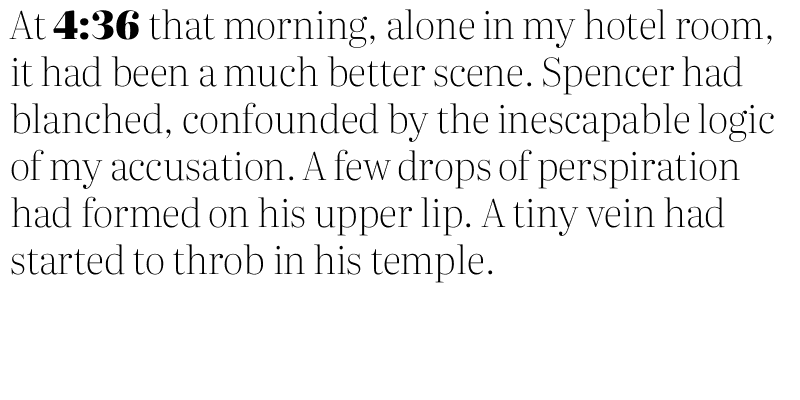 At 4:36 that morning, alone in my hotel room,
it had been a much better scene. Spencer had
blanched, confounded by the inescapable logic
of my accusation. A few drops of perspiration
had formed on his upper lip. A tiny vein had
started to throb in his temple.